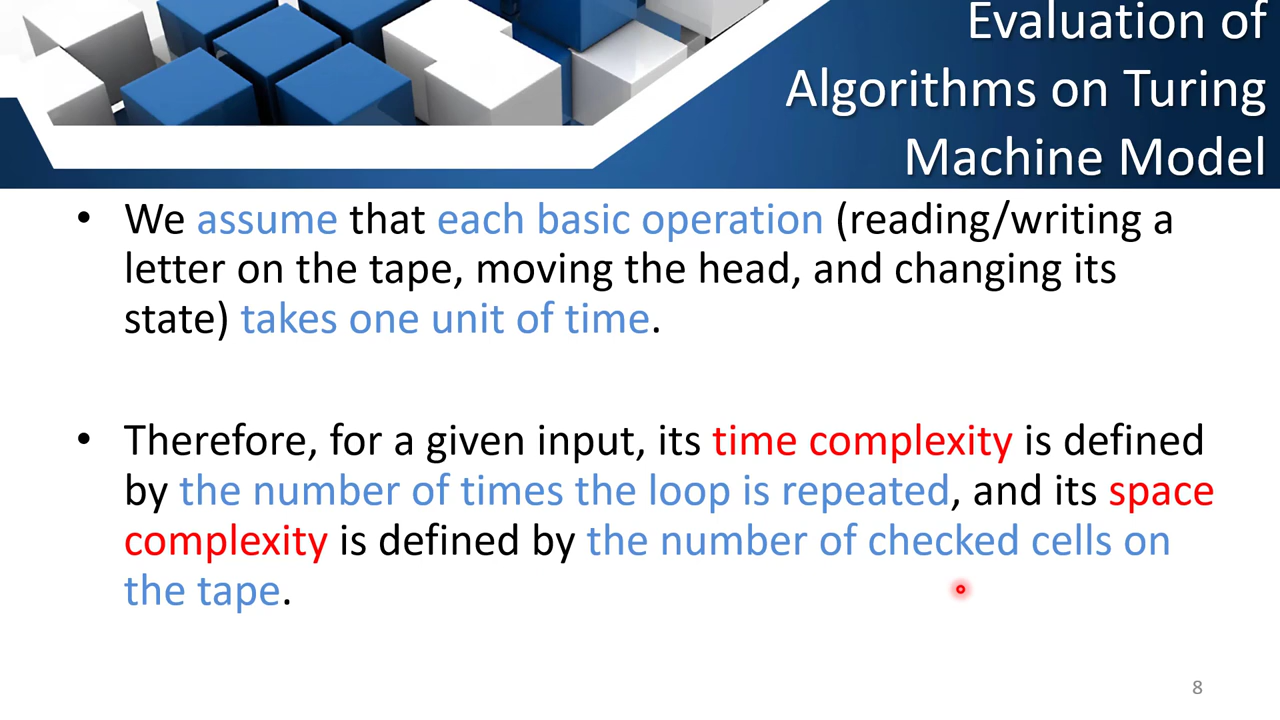 Evaluation of
Algorithms on Turing
Machine Model
• We assume that each basic operation (reading/writing a
letter on the tape, moving the head, and changing its
state) takes one unit of time.
• Therefore, for a given input, its time complexity is defined
by the number of times the loop is repeated, and its space
complexity is defined by the number of checked cells on
the tape.
8